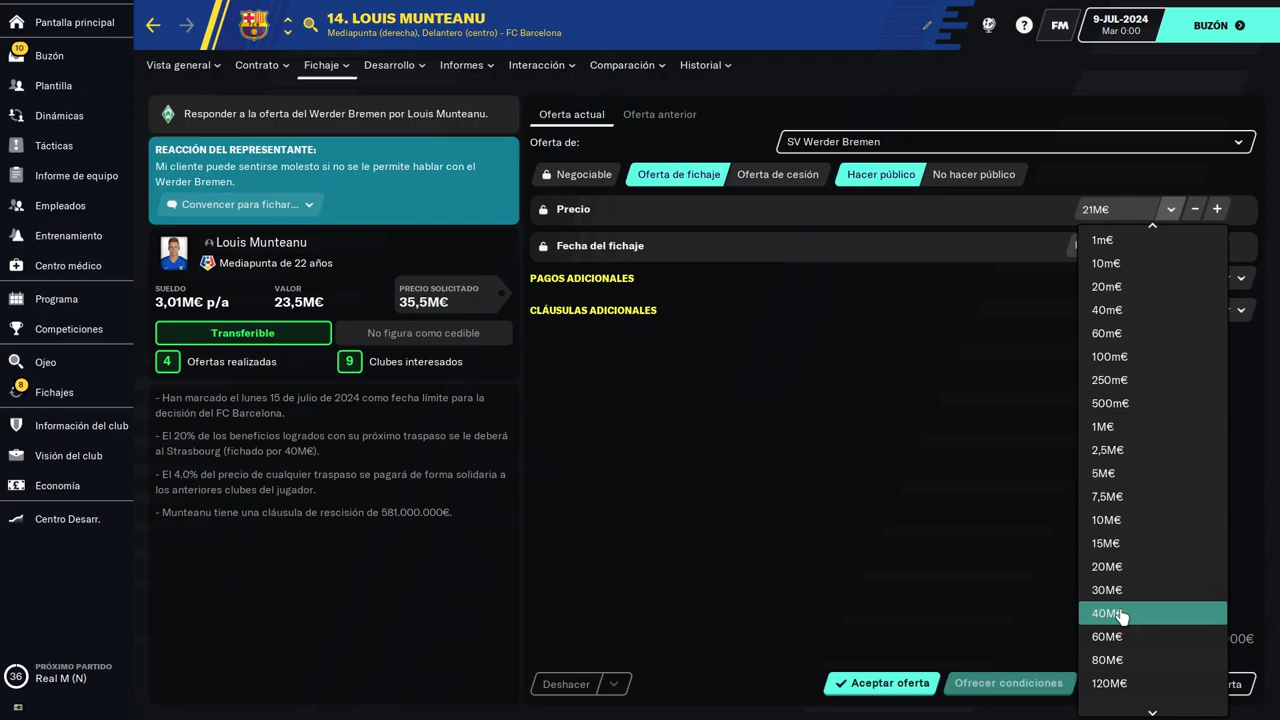 Pantalla principal
10
Buzón
Plantilla
Dinámicas
Tácticas
Informe de equipo
Empleados
Entrenamiento
Centro médico
Programa
Competiciones
Ojeo
8
Fichajes
Información del club
Visión del club
Economía
Centro Desarr.
36
PRÓXIMO PARTIDO
Real M (N)
14. LOUIS MUNTEANU
Mediapunta (derecha), Delantero (centro) - FC Barcelona
?
FM
9-JUL-2024
Mar 0:00
BUZÓN
Vista general
Contrato
Fichaje
Desarrollo
Informes
Interacción
Comparación
Historial
Responder a la oferta del Werder Bremen por Louis Munteanu.
REACCIÓN DEL REPRESENTANTE:
Mi cliente puede sentirse molesto si no se le permite hablar con el
Werder Bremen.
Convencer para fichar...
Louis Munteanu
Mediapunta de 22 años
SUELDO
3,01M€ p/a
VALOR
23,5M€
PRECIO SOLICITADO
35,5M€
Transferible
No figura como cedible
4
Ofertas realizadas
9
Clubes interesados
- Han marcado el lunes 15 de julio de 2024 como fecha límite para la
decisión del FC Barcelona.
- El 20% de los beneficios logrados con su próximo traspaso se le deberá
al Strasbourg (fichado por 40M€).
- El 4.0% del precio de cualquier traspaso se pagará de forma solidaria a
los anteriores clubes del jugador.
- Munteanu tiene una cláusula de rescisión de 581.000.000€.
Oferta actual
Oferta anterior
Oferta de:
SV Werder Bremen
Negociable
Oferta de fichaje
Oferta de cesión
Hacer público
No hacer público
Precio
21M€
Fecha del fichaje
PAGOS ADICIONALES
CLÁUSULAS ADICIONALES
1m€
10m€
20m€
40m€
60m€
100m€
250m€
500m€
1M€
2,5M€
5M€
7,5M€
10M€
15M€
20M€
30M€
40M€
60M€
80M€
120M€
00€
Deshacer
Aceptar oferta
Ofrecer condiciones
rta